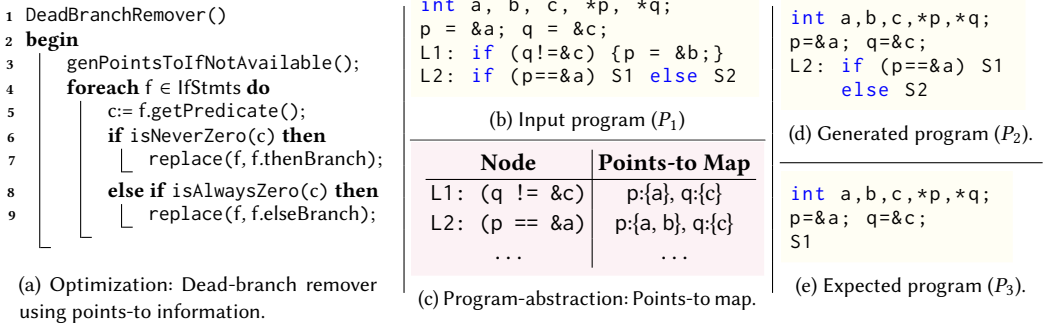 1 DeadBranchRemover()
2 begin
3 genPointsToIfNotAvailable();
4 foreach f ∈ IfStmts do
5 c:= f.getPredicate();
6 if isNeverZero(c) then
7 replace(f, f.thenBranch);
8 else if isAlwaysZero(c) then
9 replace(f, f.elseBranch);
(a) Optimization: Dead-branch remover
using points-to information.
int a, b, c, *p, *q;
p = &a; q = &c;
L1: if (q!=&c) {p = &b;}
L2: if (p==&a) S1 else S2
(b) Input program (P₁)
Node Points-to Map
L1: (q != &c) p:{a}, q:{c}
L2: (p == &a) p:{a, b}, q:{c}
... ...
(c) Program-abstraction: Points-to map.
int a,b,c,*p,*q;
p=&a; q=&c;
L2: if (p==&a) S1
else S2
(d) Generated program (P₂).
int a,b,c,*p,*q;
p=&a; q=&c;
S1
(e) Expected program (P₃).